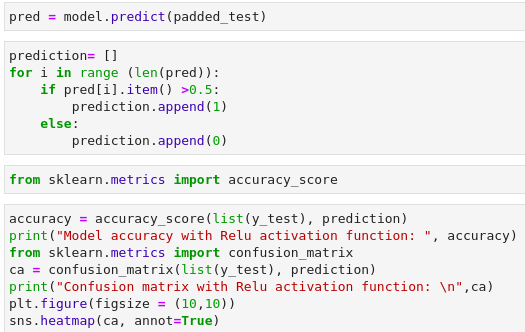 pred = model.predict(padded_test)
prediction= []
for i in range (len(pred)):
    if pred[i].item() >0.5:
        prediction.append(1)
    else:
        prediction.append(0)
from sklearn.metrics import accuracy_score
accuracy = accuracy_score(list(y_test), prediction)
print("Model accuracy with Relu activation function: ", accuracy)
from sklearn.metrics import confusion_matrix
ca = confusion_matrix(list(y_test), prediction)
print("Confusion matrix with Relu activation function: \n",ca)
plt.figure(figsize = (10,10))
sns.heatmap(ca, annot=True)